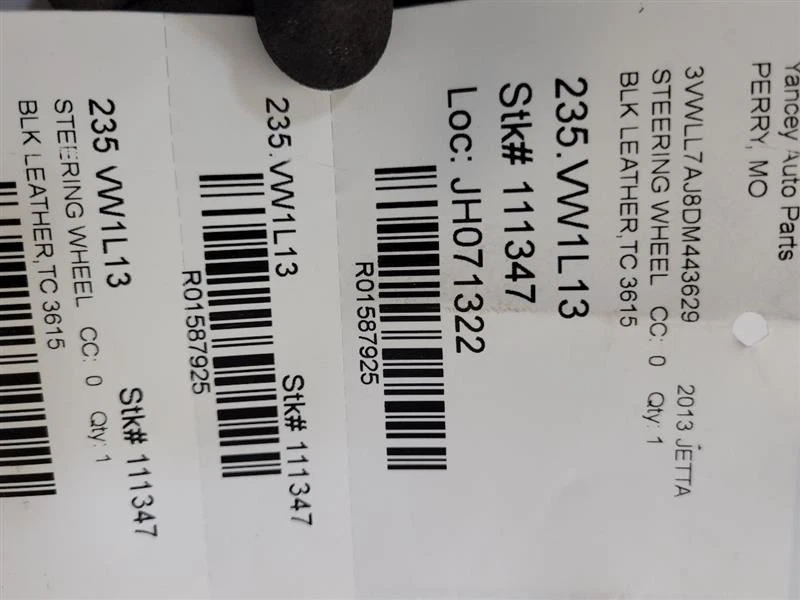 Yancey Auto Parts
PERRY, MO
3VWLL7AJ8DM443629 2013 JETTA
STEERING WHEEL CC: 0 Qty: 1
BLK LEATHER,TC 3615
235.VW1L13
Stk# 111347
Loc: JH071322
R01587925
235.VW1L13 Stk# 111347
R01587925
235 VW1L13 Stk# 111347
STEERING WHEEL CC: 0 Qty: 1
BLK LEATHER,TC 3615